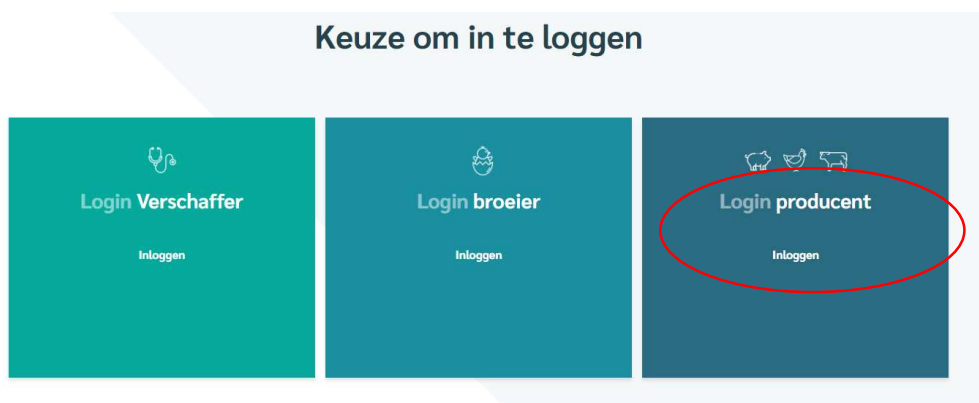 Keuze om in te loggen
Login Verschaffer
Inloggen
Login broeier
Inloggen
Login producent
Inloggen